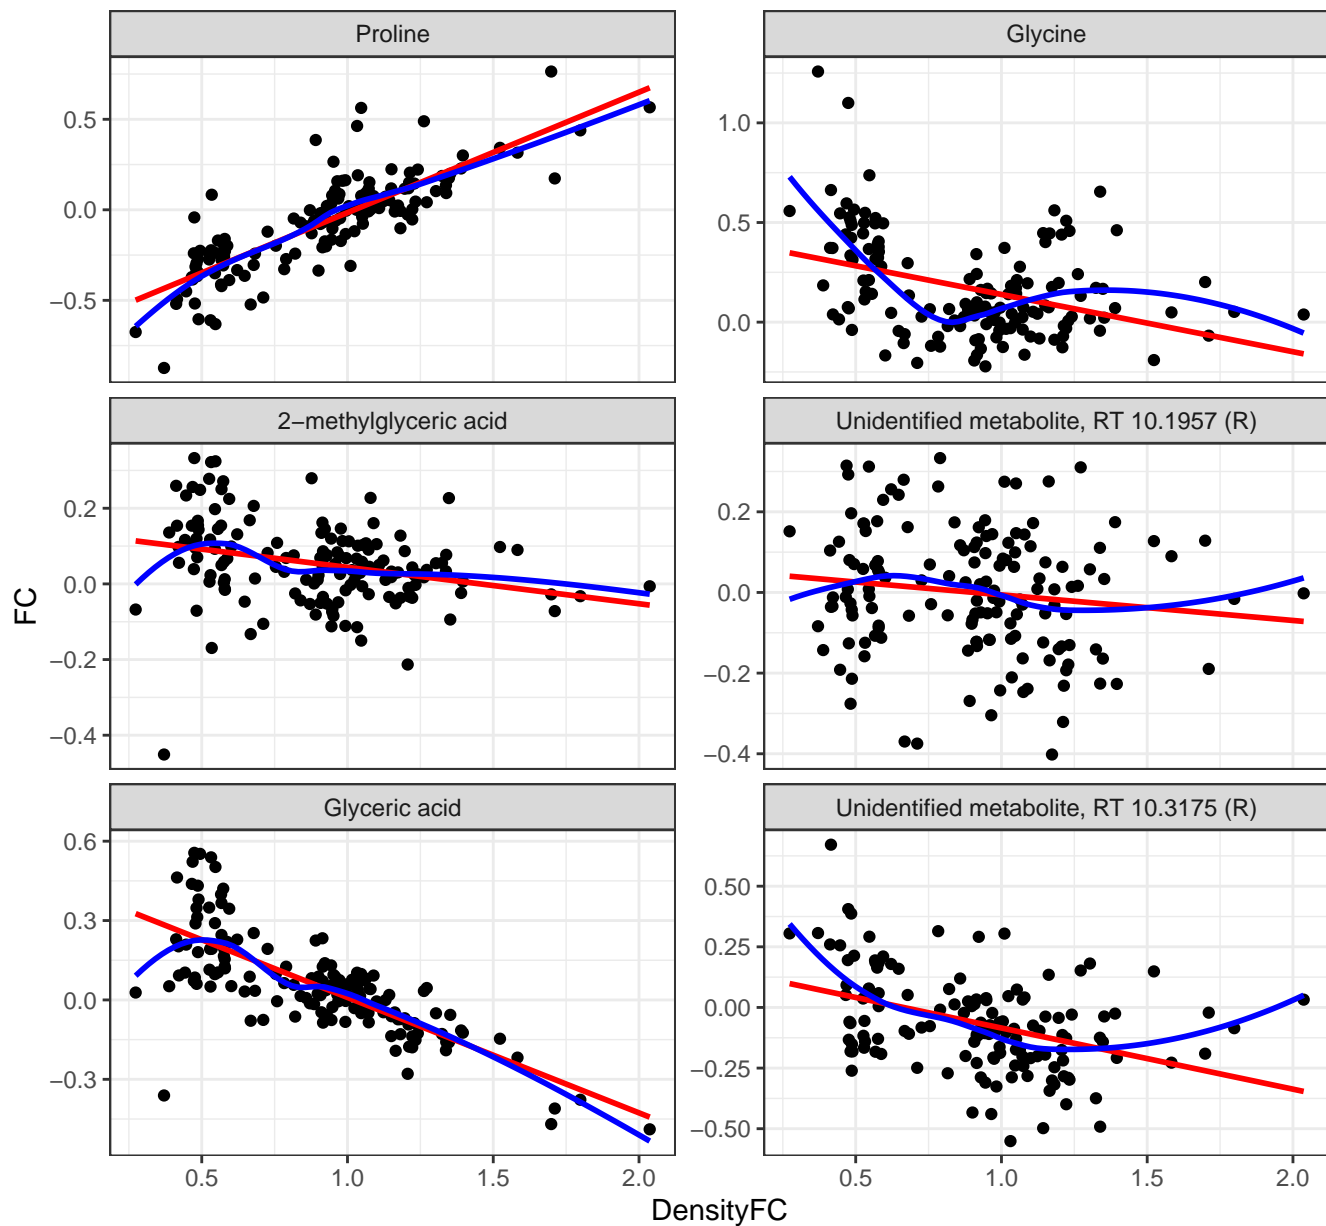 Proline
Glycine
0.5
0.0
−0.5
1.0
0.5
0.0
2−methylglyceric acid
Unidentified metabolite, RT 10.1957 (R)
0.2
0.0
−0.2
−0.4
0.2
0.0
−0.2
−0.4
FC
Glyceric acid
Unidentified metabolite, RT 10.3175 (R)
0.6
0.3
0.0
−0.3
0.50
0.25
0.00
−0.25
−0.50
0.5 1.0 1.5 2.0
0.5 1.0 1.5 2.0
DensityFC